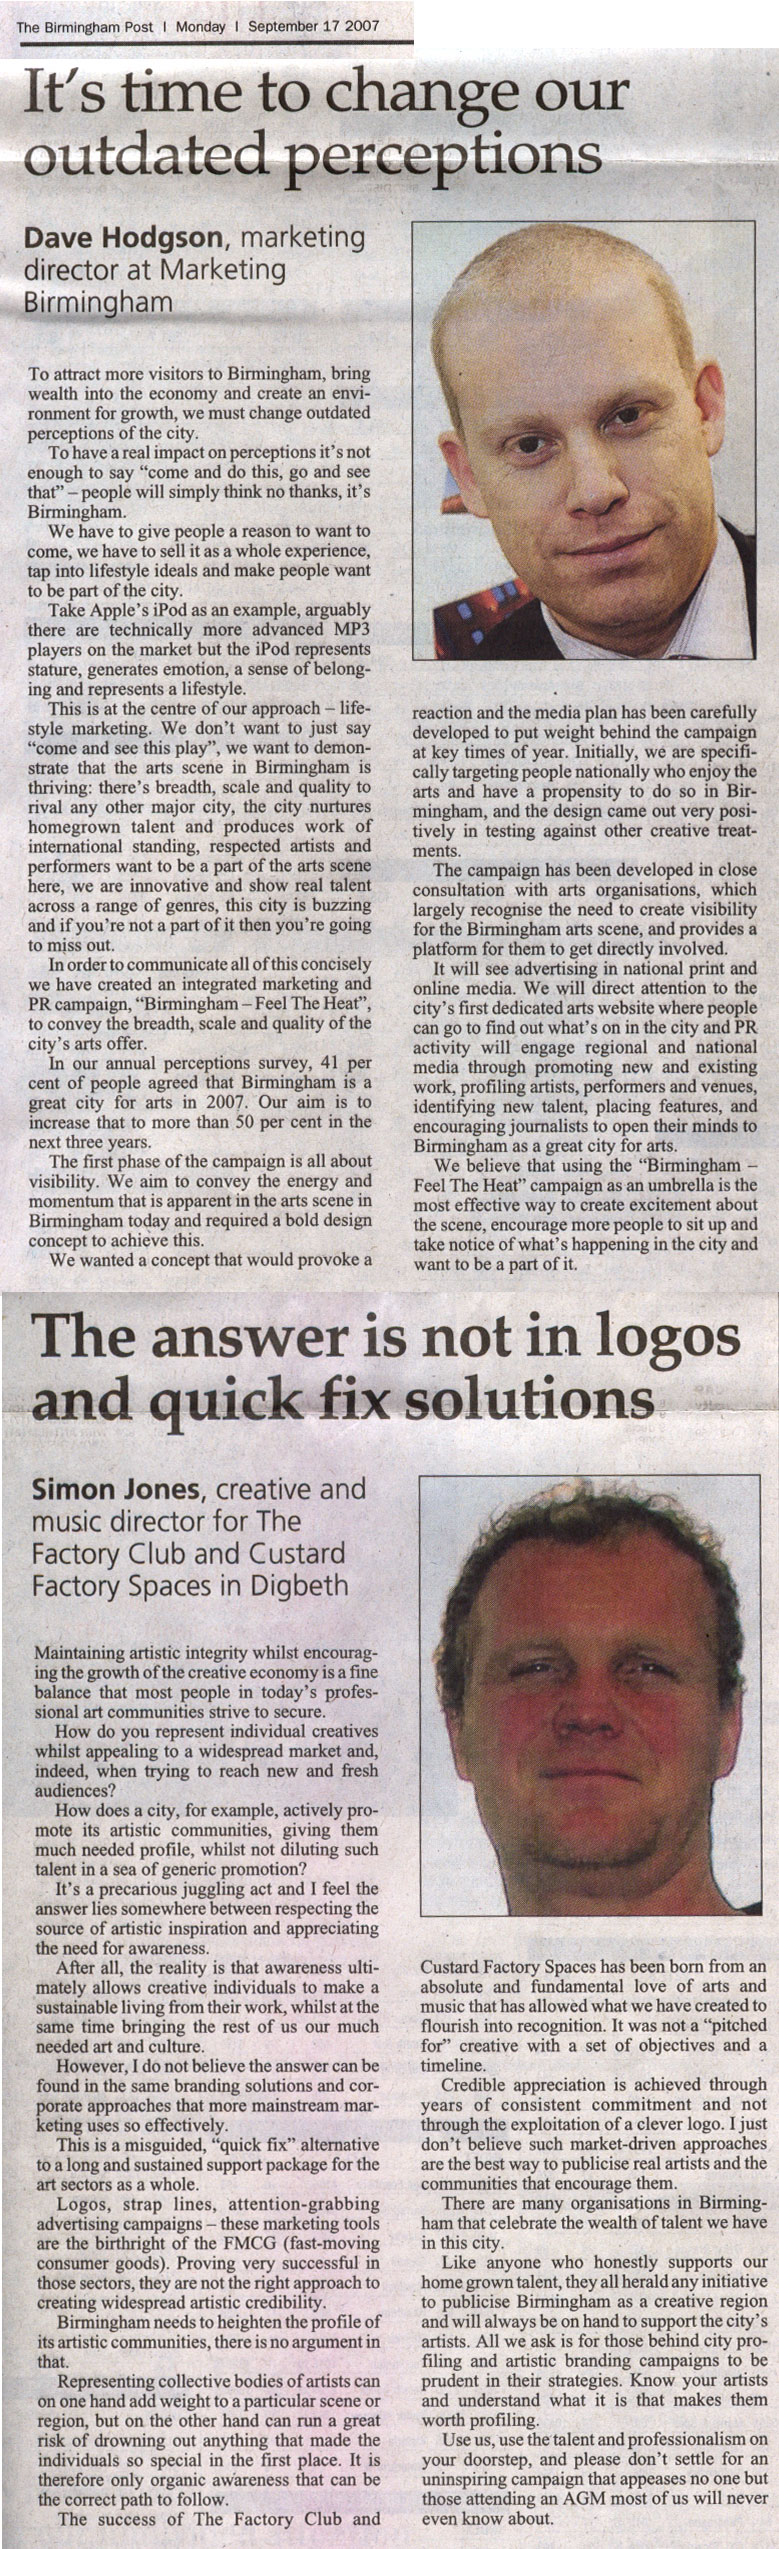 The Birmingham Post | Monday | September 17 2007
It's time to change our
outdated perceptions
Dave Hodgson, marketing
director at Marketing
Birmingham
To attract more visitors to Birmingham, bring
wealth into the economy and create an envi-
ronment for growth, we must change outdated
perceptions of the city.
To have a real impact on perceptions it's not
enough to say “come and do this, go and see
that” – people will simply think no thanks, it's
Birmingham.
We have to give people a reason to want to
come, we have to sell it as a whole experience,
tap into lifestyle ideals and make people want
to be part of the city.
Take Apple's iPod as an example, arguably
there are technically more advanced MP3
players on the market but the iPod represents
stature, generates emotion, a sense of belong-
ing and represents a lifestyle.
This is at the centre of our approach – life-
style marketing. We don't want to just say
“come and see this play”, we want to demon-
strate that the arts scene in Birmingham is
thriving: there's breadth, scale and quality to
rival any other major city, the city nurtures
homegrown talent and produces work of
international standing, respected artists and
performers want to be a part of the arts scene
here, we are innovative and show real talent
across a range of genres, this city is buzzing
and if you're not a part of it then you're going
to miss out.
In order to communicate all of this concisely
we have created an integrated marketing and
PR campaign, “Birmingham – Feel The Heat”,
to convey the breadth, scale and quality of the
city's arts offer.
In our annual perceptions survey, 41 per
cent of people agreed that Birmingham is a
great city for arts in 2007. Our aim is to
increase that to more than 50 per cent in the
next three years.
The first phase of the campaign is all about
visibility. We aim to convey the energy and
momentum that is apparent in the arts scene in
Birmingham today and required a bold design
concept to achieve this.
We wanted a concept that would provoke a
reaction and the media plan has been carefully
developed to put weight behind the campaign
at key times of year. Initially, we are specifi-
cally targeting people nationally who enjoy the
arts and have a propensity to do so in Bir-
mingham, and the design came out very posi-
tively in testing against other creative treat-
ments.
The campaign has been developed in close
consultation with arts organisations, which
largely recognise the need to create visibility
for the Birmingham arts scene, and provides a
platform for them to get directly involved.
It will see advertising in national print and
online media. We will direct attention to the
city's first dedicated arts website where people
can go to find out what's on in the city and PR
activity will engage regional and national
media through promoting new and existing
work, profiling artists, performers and venues,
identifying new talent, placing features, and
encouraging journalists to open their minds to
Birmingham as a great city for arts.
We believe that using the “Birmingham –
Feel The Heat” campaign as an umbrella is the
most effective way to create excitement about
the scene, encourage more people to sit up and
take notice of what's happening in the city and
want to be a part of it.
The answer is not in logos
and quick fix solutions
Simon Jones, creative and
music director for The
Factory Club and Custard
Factory Spaces in Digbeth
Maintaining artistic integrity whilst encourag-
ing the growth of the creative economy is a fine
balance that most people in today's profes-
sional art communities strive to secure.
How do you represent individual creatives
whilst appealing to a widespread market and,
indeed, when trying to reach new and fresh
audiences?
How does a city, for example, actively pro-
mote its artistic communities, giving them
much needed profile, whilst not diluting such
talent in a sea of generic promotion?
It's a precarious juggling act and I feel the
answer lies somewhere between respecting the
source of artistic inspiration and appreciating
the need for awareness.
After all, the reality is that awareness ulti-
mately allows creative individuals to make a
sustainable living from their work, whilst at the
same time bringing the rest of us our much
needed art and culture.
However, I do not believe the answer can be
found in the same branding solutions and cor-
porate approaches that more mainstream mar-
keting uses so effectively.
This is a misguided, “quick fix” alternative
to a long and sustained support package for the
art sectors as a whole.
Logos, strap lines, attention-grabbing
advertising campaigns – these marketing tools
are the birthright of the FMCG (fast-moving
consumer goods). Proving very successful in
those sectors, they are not the right approach to
creating widespread artistic credibility.
Birmingham needs to heighten the profile of
its artistic communities, there is no argument in
that.
Representing collective bodies of artists can
on one hand add weight to a particular scene or
region, but on the other hand can run a great
risk of drowning out anything that made the
individuals so special in the first place. It is
therefore only organic awareness that can be
the correct path to follow.
The success of The Factory Club and
Custard Factory Spaces has been born from an
absolute and fundamental love of arts and
music that has allowed what we have created to
flourish into recognition. It was not a “pitched
for” creative with a set of objectives and a
timeline.
Credible appreciation is achieved through
years of consistent commitment and not
through the exploitation of a clever logo. I just
don't believe such market-driven approaches
are the best way to publicise real artists and the
communities that encourage them.
There are many organisations in Birming-
ham that celebrate the wealth of talent we have
in this city.
Like anyone who honestly supports our
home grown talent, they all herald any initiative
to publicise Birmingham as a creative region
and will always be on hand to support the city's
artists. All we ask is for those behind city pro-
filing and artistic branding campaigns to be
prudent in their strategies. Know your artists
and understand what it is that makes them
worth profiling.
Use us, use the talent and professionalism on
your doorstep, and please don't settle for an
uninspiring campaign that appeases no one but
those attending an AGM most of us will never
even know about.